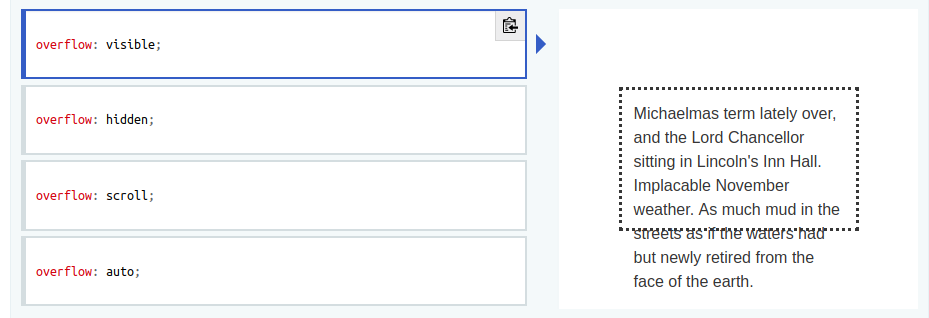 overflow: visible;
overflow: hidden;
overflow: scroll;
overflow: auto;
Michaelmas term lately over,
and the Lord Chancellor
sitting in Lincoln's Inn Hall.
Implacable November
weather. As much mud in the
streets as if the waters had
but newly retired from the
face of the earth.